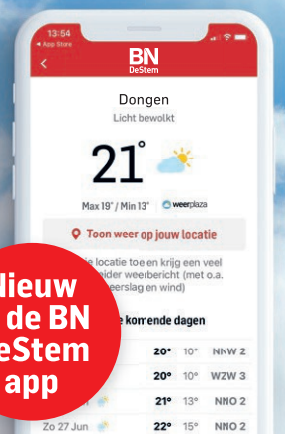 13:54
App Store
BN
DeStem
Dongen
Licht bewolkt
21°
Max 19° / Min 13° weerplaza
Toon weer op jouw locatie
locatie toe en krijg een veel
weerbericht (met o.a.
en wind)
dagen
20° 10° NNW 2
20° 10° WZW 3
21° 13° NNO 2
Zo 27 Jun 22° 15° NNO 2
Nieuw
de BN
DeStem
app